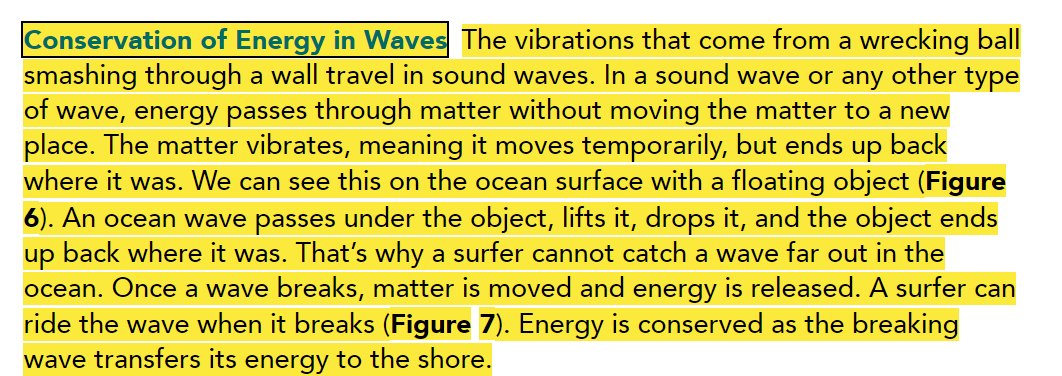 Conservation of Energy in Waves The vibrations that come from a wrecking ball
smashing through a wall travel in sound waves. In a sound wave or any other type
of wave, energy passes through matter without moving the matter to a new
place. The matter vibrates, meaning it moves temporarily, but ends up back
where it was. We can see this on the ocean surface with a floating object (Figure
6). An ocean wave passes under the object, lifts it, drops it, and the object ends
up back where it was. That’s why a surfer cannot catch a wave far out in the
ocean. Once a wave breaks, matter is moved and energy is released. A surfer can
ride the wave when it breaks (Figure 7). Energy is conserved as the breaking
wave transfers its energy to the shore.